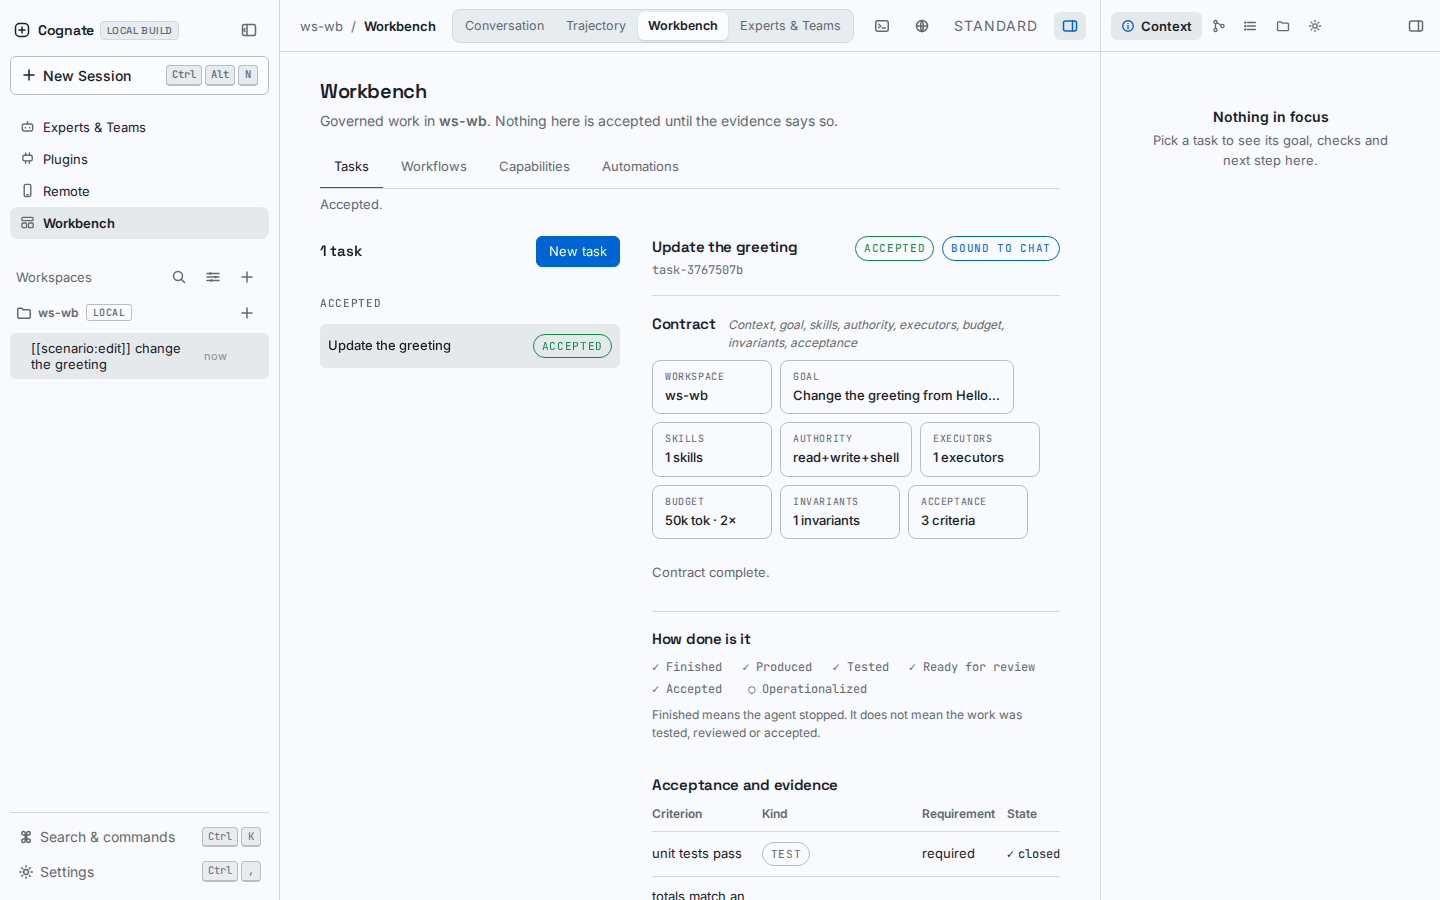 Cognate LOCAL BUILD
New Session Ctrl Alt N
Experts & Teams
Plugins
Remote
Workbench
Workspaces
ws-wb LOCAL
[[scenario:edit]] change
the greeting
now
Search & commands Ctrl K
Settings Ctrl ,
ws-wb / Workbench
Conversation Trajectory Workbench Experts & Teams
STANDARD
Workbench
Governed work in ws-wb. Nothing here is accepted until the evidence says so.
Tasks Workflows Capabilities Automations
Accepted.
1 task New task
ACCEPTED
Update the greeting ACCEPTED
Update the greeting ACCEPTED BOUND TO CHAT
task-3767507b
Contract Context, goal, skills, authority, executors, budget,
invariants, acceptance
WORKSPACE GOAL
ws-wb Change the greeting from Hello...
SKILLS AUTHORITY EXECUTORS
1 skills read+write+shell 1 executors
BUDGET INVARIANTS ACCEPTANCE
50k tok · 2× 1 invariants 3 criteria
Contract complete.
How done is it
✓ Finished ✓ Produced ✓ Tested ✓ Ready for review
✓ Accepted ○ Operationalized
Finished means the agent stopped. It does not mean the work was
tested, reviewed or accepted.
Acceptance and evidence
Criterion Kind Requirement State
unit tests pass TEST required ✓ closed
totals match an
Context
Nothing in focus
Pick a task to see its goal, checks and
next step here.